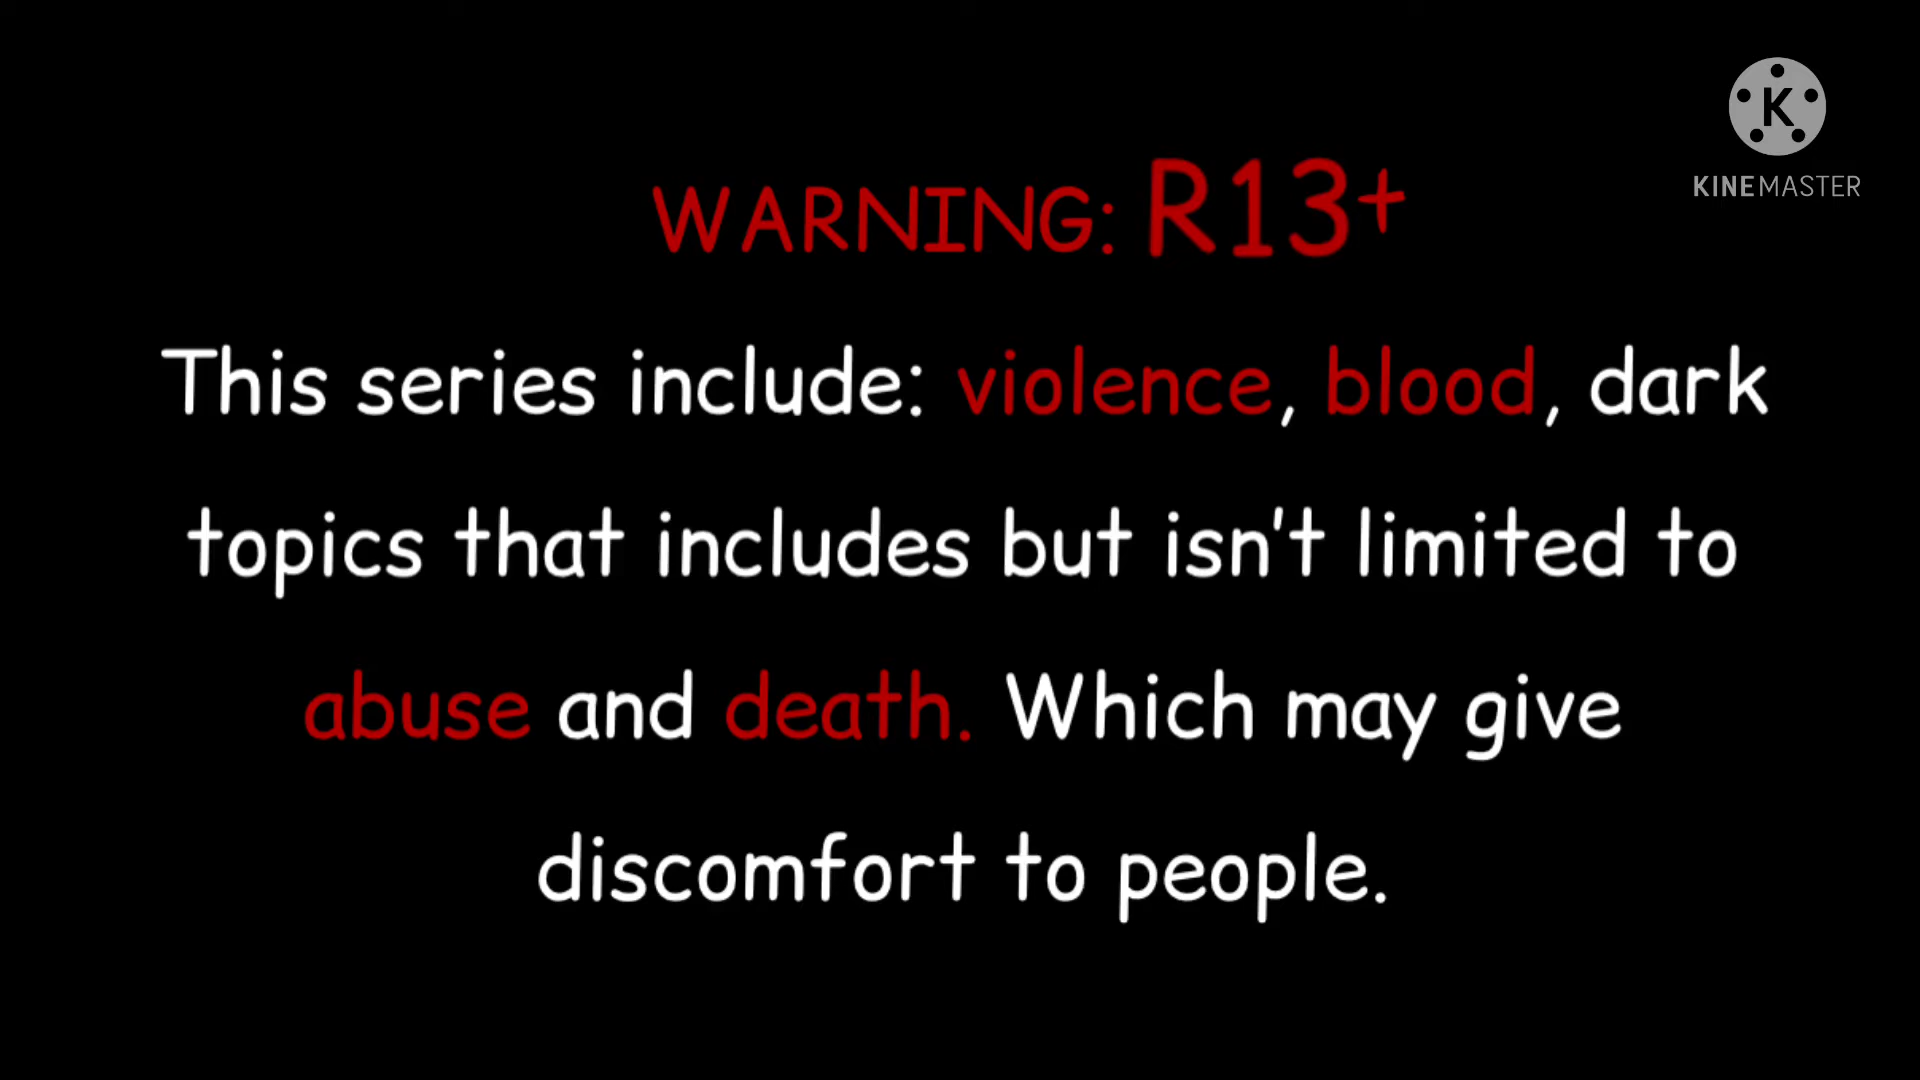 K
KINEMASTER
WARNING: R13+
This series include: violence, blood, dark
topics that includes but isn't limited to
abuse and death. Which may give
discomfort to people.